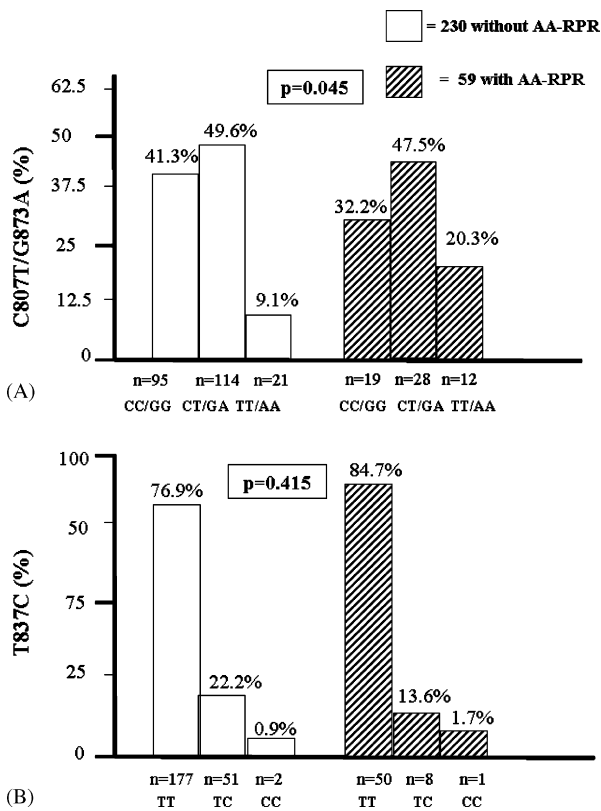 = 230 without AA-RPR
= 59 with AA-RPR
p=0.045
C807T/G873A (%)
62.5
50
37.5
25
12.5
0
41.3%
49.6%
9.1%
32.2%
47.5%
20.3%
n=95 n=114 n=21 n=19 n=28 n=12
CC/GG CT/GA TT/AA CC/GG CT/GA TT/AA
(A)
p=0.415
T837C (%)
100
50
75
25
0
76.9%
22.2%
0.9%
84.7%
13.6%
1.7%
n=177 n=51 n=2 n=50 n=8 n=1
TT TC CC TT TC CC
(B)